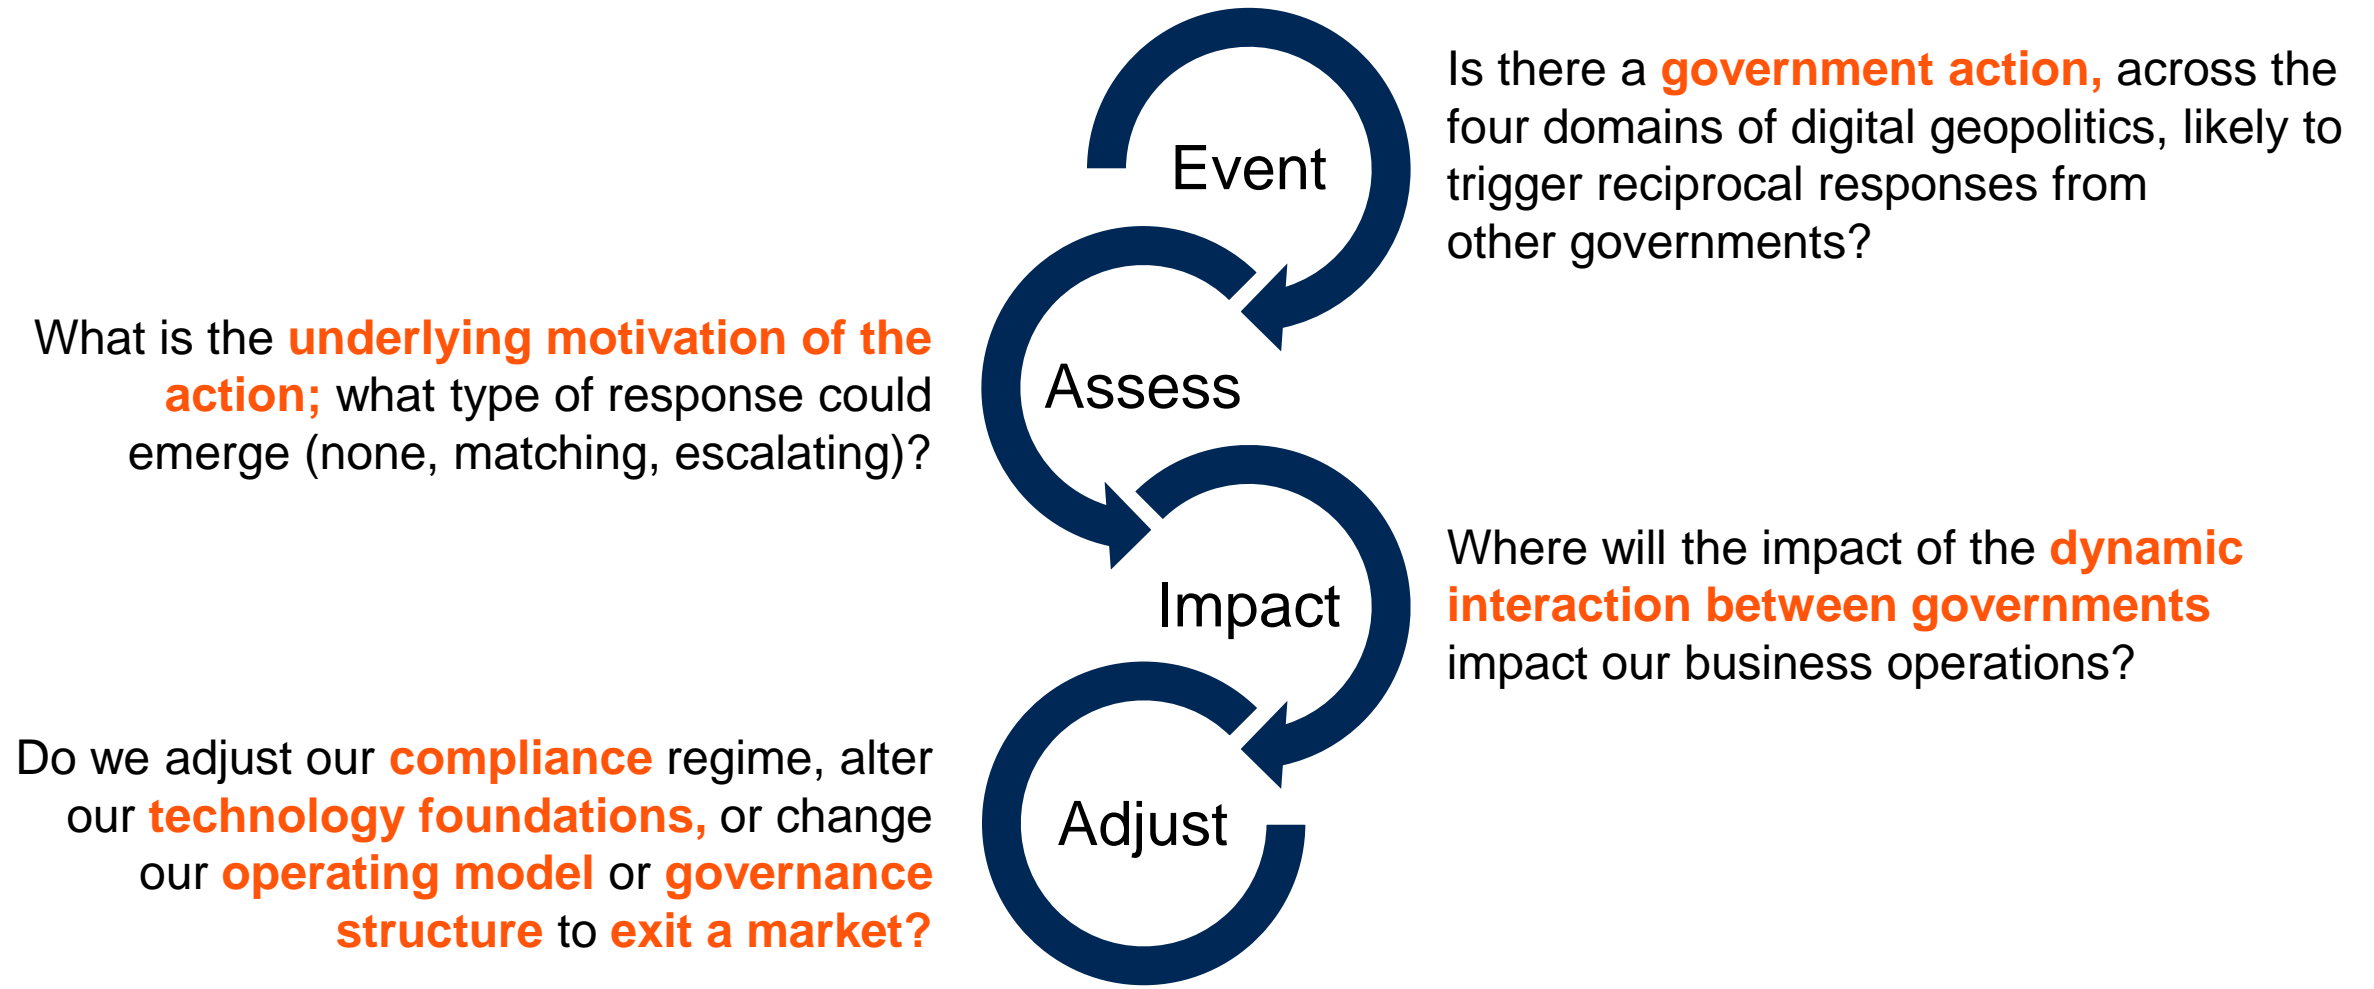 Event
Is there a government action, across the
four domains of digital geopolitics, likely to
trigger reciprocal responses from
other governments?
What is the underlying motivation of the
action; what type of response could
emerge (none, matching, escalating)?
Assess
Impact
Where will the impact of the dynamic
interaction between governments
impact our business operations?
Do we adjust our compliance regime, alter
our technology foundations, or change
our operating model or governance
structure to exit a market?
Adjust